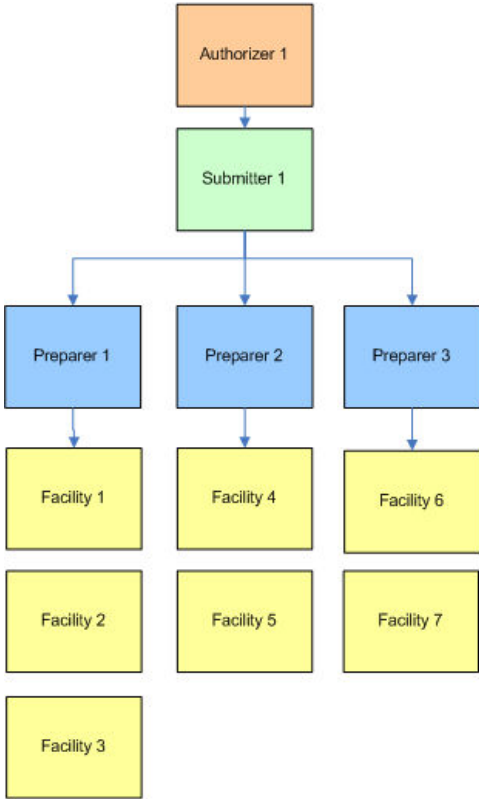 Authorizer 1
Submitter 1
Preparer 1
Preparer 2
Preparer 3
Facility 1
Facility 4
Facility 6
Facility 2
Facility 5
Facility 7
Facility 3